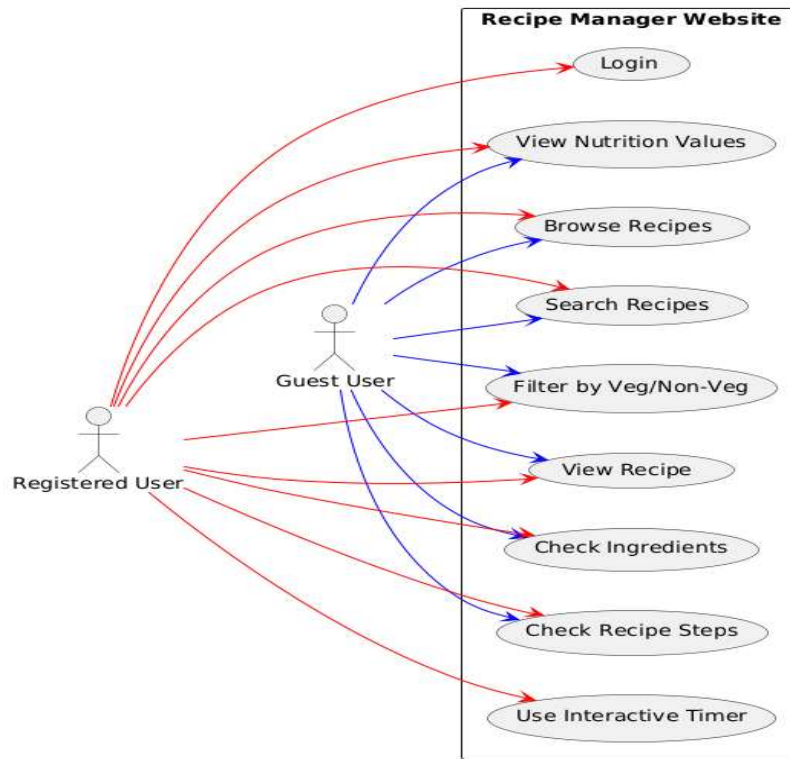 Recipe Manager Website
Login
View Nutrition Values
Browse Recipes
Search Recipes
Guest User
Filter by Veg/Non-Veg
View Recipe
Registered User
Check Ingredients
Check Recipe Steps
Use Interactive Timer